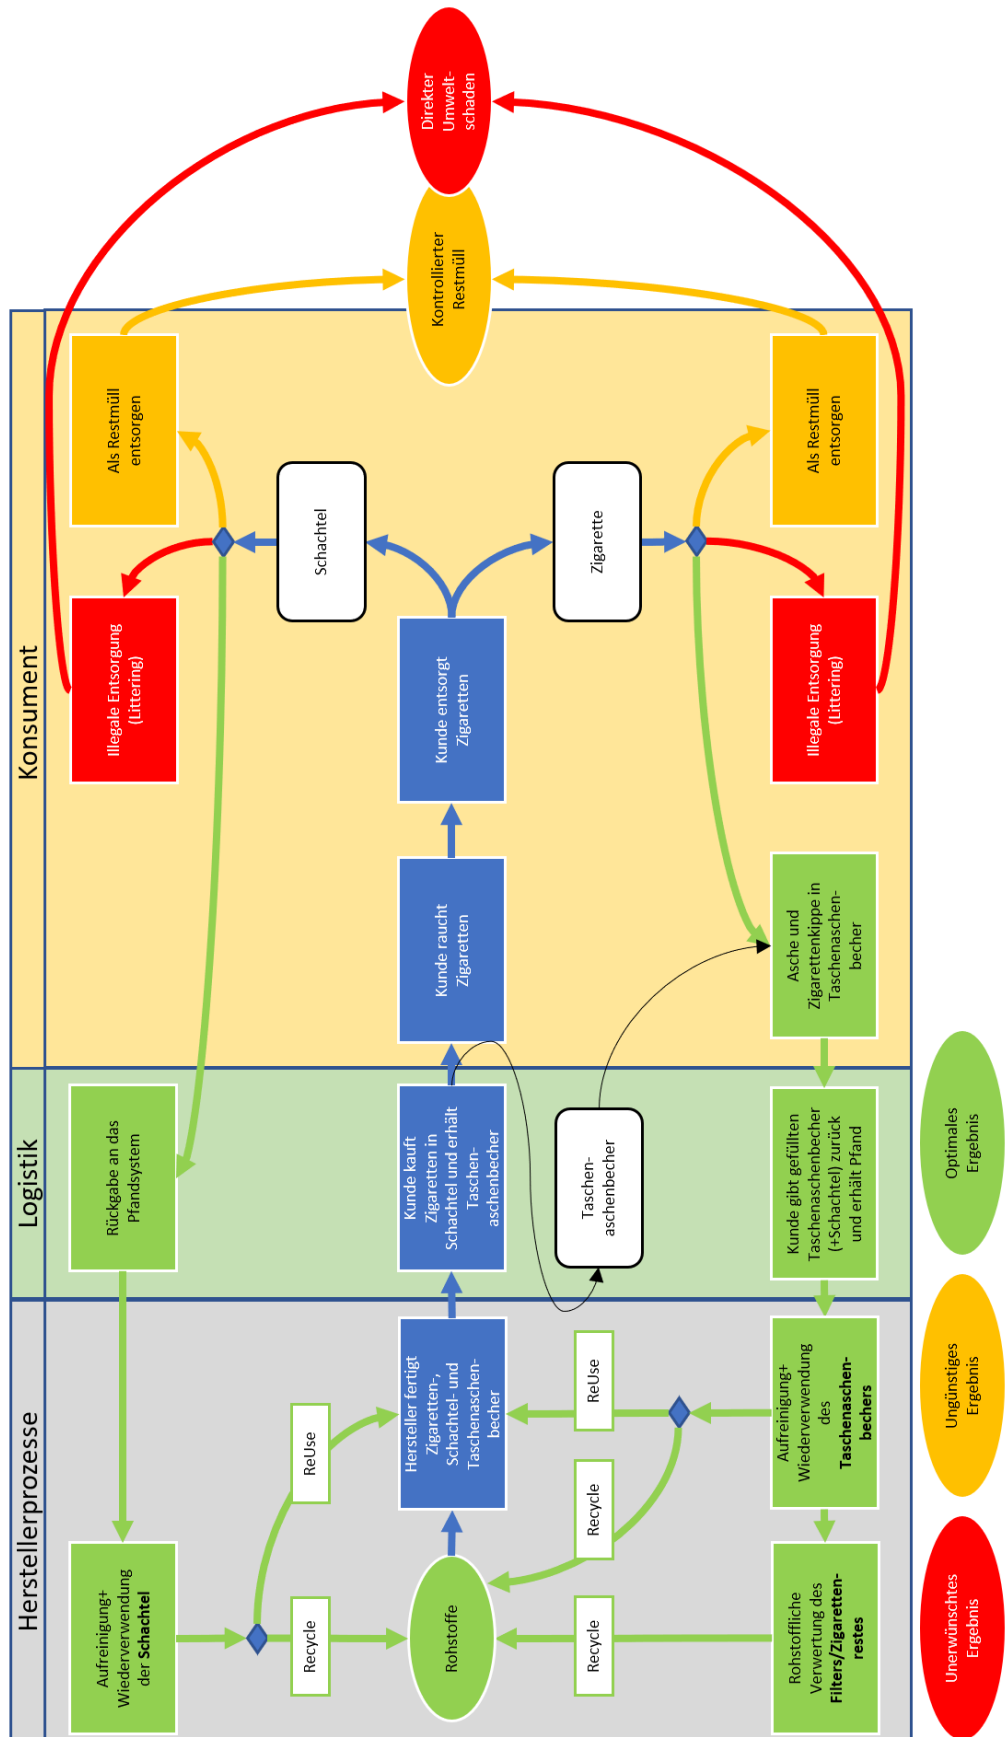 Herstellerprozesse
Logistik
Konsument
Aufreinigung+
Wiederverwendung
der Schachtel
Rückgabe an das
Pfandsystem
Illegale Entsorgung
(Littering)
Als Restmüll
entsorgen
Recycle
ReUse
Schachtel
Rohstoffe
Hersteller fertigt
Zigaretten-,
Schachtel- und
Taschenaschen-
becher
Kunde kauft
Zigaretten in
Schachtel und erhält
Taschen-
aschenbecher
Kunde raucht
Zigaretten
Kunde entsorgt
Zigaretten
Kontrollierter
Restmüll
Direkter
Umwelt-
schaden
Recycle
Recycle
ReUse
Taschen-
aschenbecher
Zigarette
Rohstoffliche
Verwertung des
Filters/Zigaretten-
restes
Aufreinigung+
Wiederverwendung
des
Taschenaschen-
bechers
Kunde gibt gefüllten
Taschenaschenbecher
(+Schachtel) zurück
und erhält Pfand
Asche und
Zigarettenkippe in
Taschenaschen-
becher
Illegale Entsorgung
(Littering)
Als Restmüll
entsorgen
Unerwünschtes
Ergebnis
Ungünstiges
Ergebnis
Optimales
Ergebnis